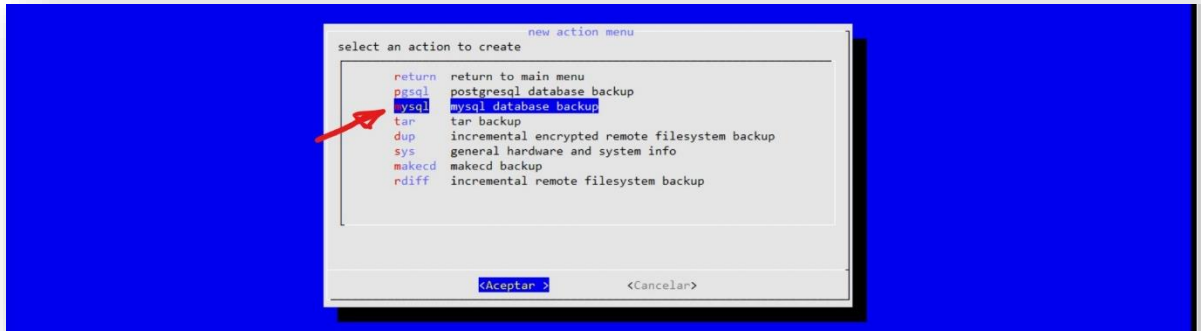 new action menu
select an action to create
return return to main menu
pgsql postgresql database backup
mysql mysql database backup
tar tar backup
dup incremental encrypted remote filesystem backup
sys general hardware and system info
makecd makecd backup
rdiff incremental remote filesystem backup
<Aceptar > <Cancelar>